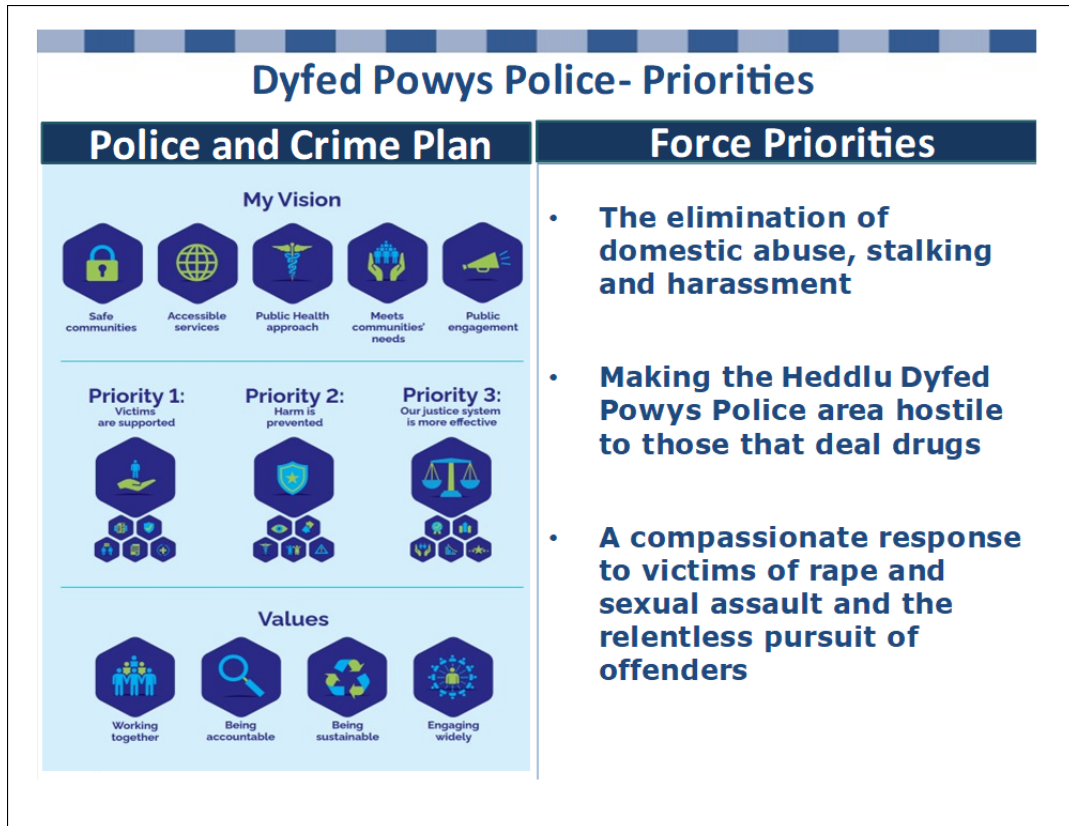 Dyfed Powys Police- Priorities
Police and Crime Plan
My Vision
Safe
communities
Accessible
services
Public Health
approach
Meets
communities'
needs
Public
engagement
Priority 1:
Victims
are supported
Priority 2:
Harm is
prevented
Priority 3:
Our justice system
is more effective
Values
Working
together
Being
accountable
Being
sustainable
Engaging
widely
Force Priorities
• The elimination of
domestic abuse, stalking
and harassment
• Making the Heddlu Dyfed
Powys Police area hostile
to those that deal drugs
• A compassionate response
to victims of rape and
sexual assault and the
relentless pursuit of
offenders